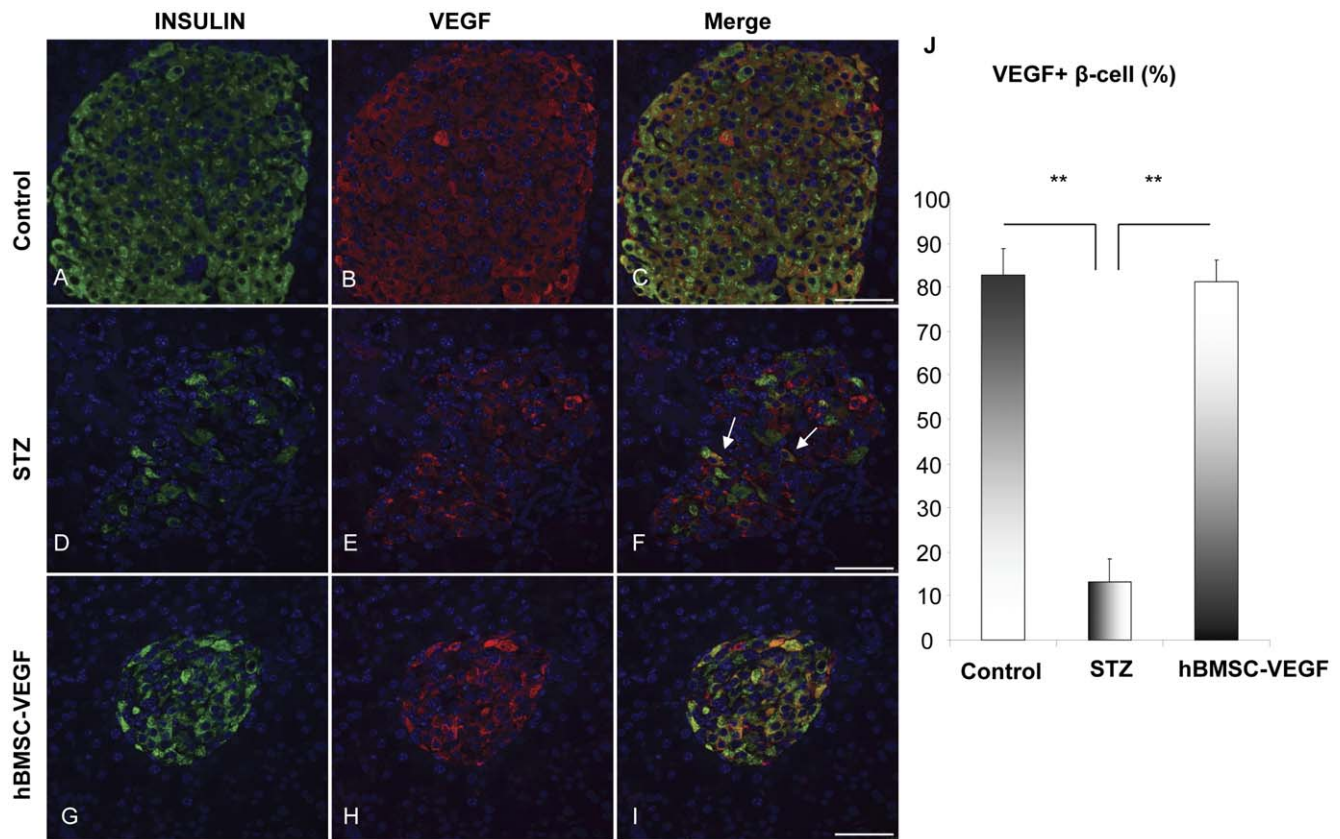 INSULIN VEGF Merge
Control
A B C
STZ
D E F
hBMSC-VEGF
G H I
J
VEGF+ β-cell (%)
** **
100
90
80
70
60
50
40
30
20
10
0
Control STZ hBMSC-VEGF